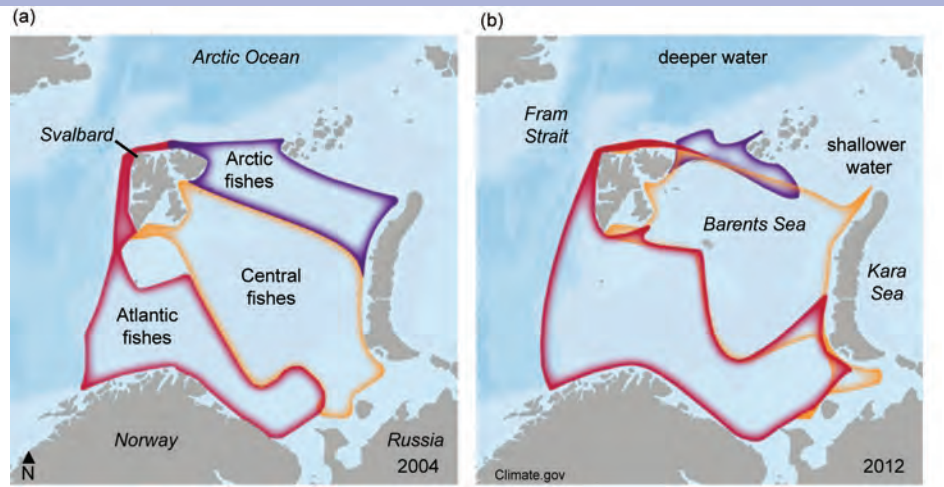 (a)
Arctic Ocean
Svalbard
Arctic
fishes
Central
fishes
Atlantic
fishes
Norway
Russia
N
2004
(b)
deeper water
Fram
Strait
shallower
water
Barents Sea
Kara
Sea
Climate.gov
2012